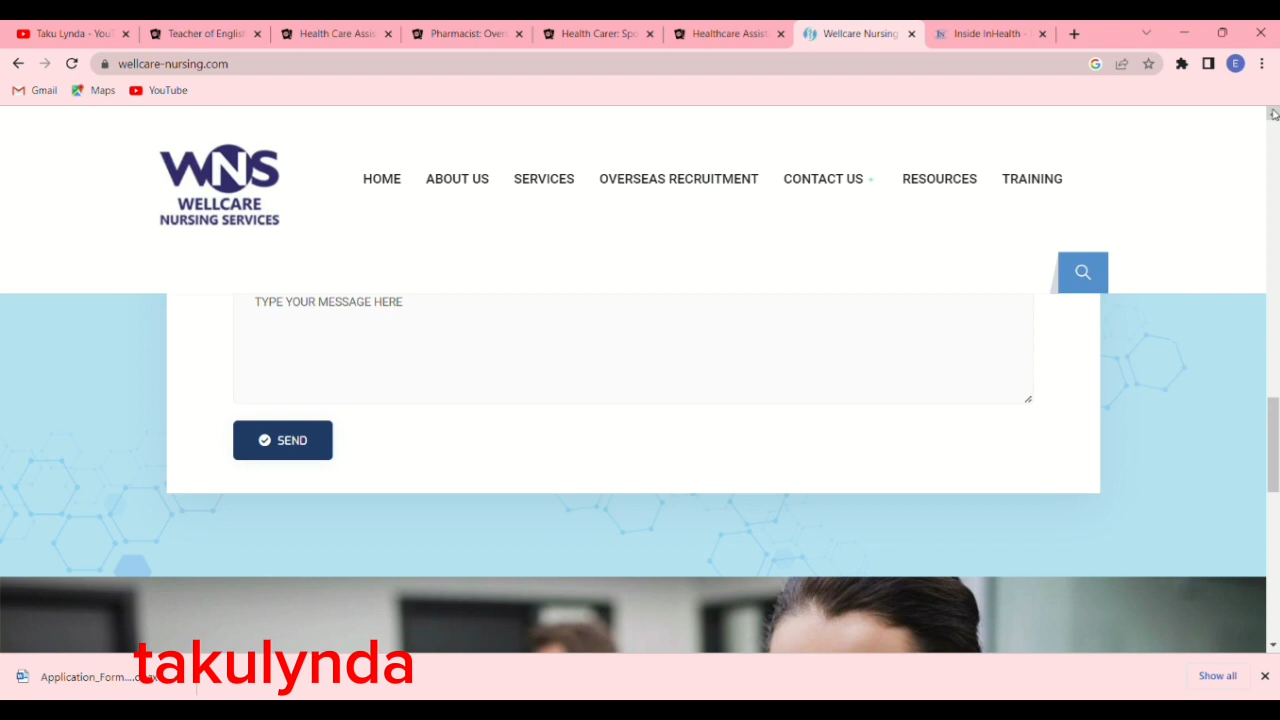 Taku Lynda - You
Teacher of Englis
Health Care Assis
Pharmacist: Over
Health Carer: Spo
Healthcare Assist
Wellcare Nursing
Inside InHealth -
wellcare-nursing.com
G
E
Gmail
Maps
YouTube
WNS
WELLCARE
NURSING SERVICES
HOME
ABOUT US
SERVICES
OVERSEAS RECRUITMENT
CONTACT US
RESOURCES
TRAINING
TYPE YOUR MESSAGE HERE
SEND
Application_Form....
takulynda
Show all